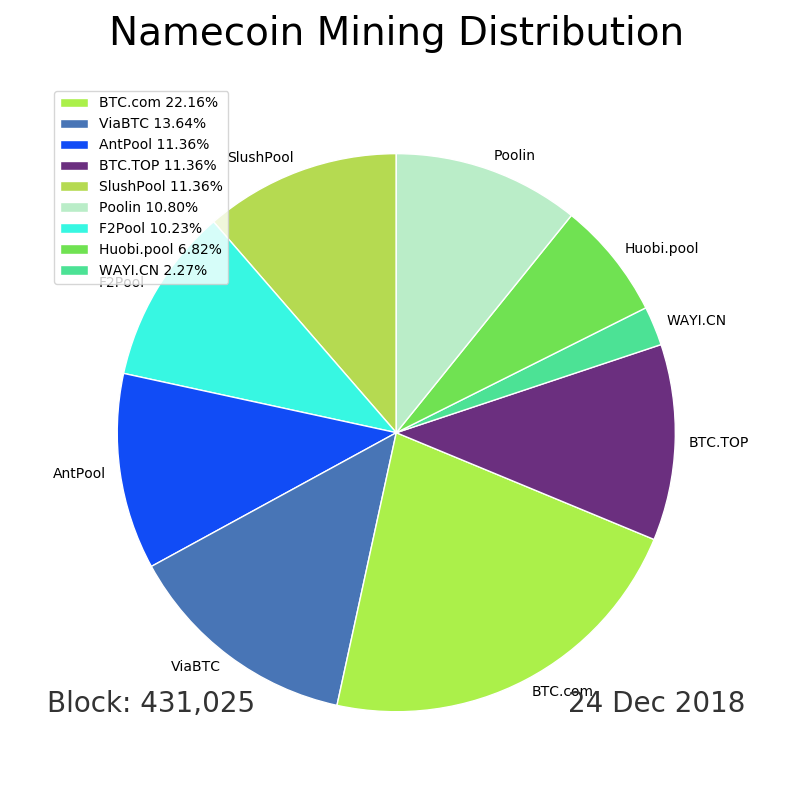 Namecoin Mining Distribution
BTC.com 22.16%
ViaBTC 13.64%
AntPool 11.36%
BTC.TOP 11.36%
SlushPool 11.36%
Poolin 10.80%
F2Pool 10.23%
Huobi.pool 6.82%
WAYI.CN 2.27%
SlushPool
Poolin
Huobi.pool
F2Pool
WAYI.CN
BTC.TOP
AntPool
ViaBTC
BTC.com
Block: 431,025
24 Dec 2018